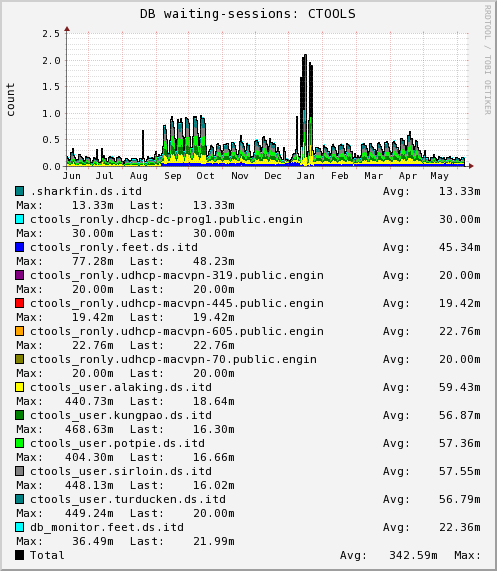 DB waiting-sessions: CTOOLS
RRDTOOL / TOBI OETIKER
count
2.5
2.0
1.5
1.0
0.5
0.0
Jun Jul Aug Sep Oct Nov Dec Jan Feb Mar Apr May
.sharkfin.ds.itd Avg: 13.33m
Max: 13.33m Last: 13.33m
ctools_ronly.dhcp-dc-prog1.public.engin Avg: 30.00m
Max: 30.00m Last: 30.00m
ctools_ronly.feet.ds.itd Avg: 45.34m
Max: 77.28m Last: 48.23m
ctools_ronly.udhcp-macvpn-319.public.engin Avg: 20.00m
Max: 20.00m Last: 20.00m
ctools_ronly.udhcp-macvpn-445.public.engin Avg: 19.42m
Max: 19.42m Last: 19.42m
ctools_ronly.udhcp-macvpn-605.public.engin Avg: 22.76m
Max: 22.76m Last: 22.76m
ctools_ronly.udhcp-macvpn-70.public.engin Avg: 20.00m
Max: 20.00m Last: 20.00m
ctools_user.alaking.ds.itd Avg: 59.43m
Max: 440.73m Last: 18.64m
ctools_user.kungpao.ds.itd Avg: 56.87m
Max: 468.63m Last: 16.30m
ctools_user.potpie.ds.itd Avg: 57.36m
Max: 404.30m Last: 16.66m
ctools_user.sirloin.ds.itd Avg: 57.55m
Max: 448.13m Last: 16.02m
ctools_user.turducken.ds.itd Avg: 56.79m
Max: 449.24m Last: 20.00m
db_monitor.feet.ds.itd Avg: 22.36m
Max: 36.49m Last: 21.99m
Total Avg: 342.59m Max: